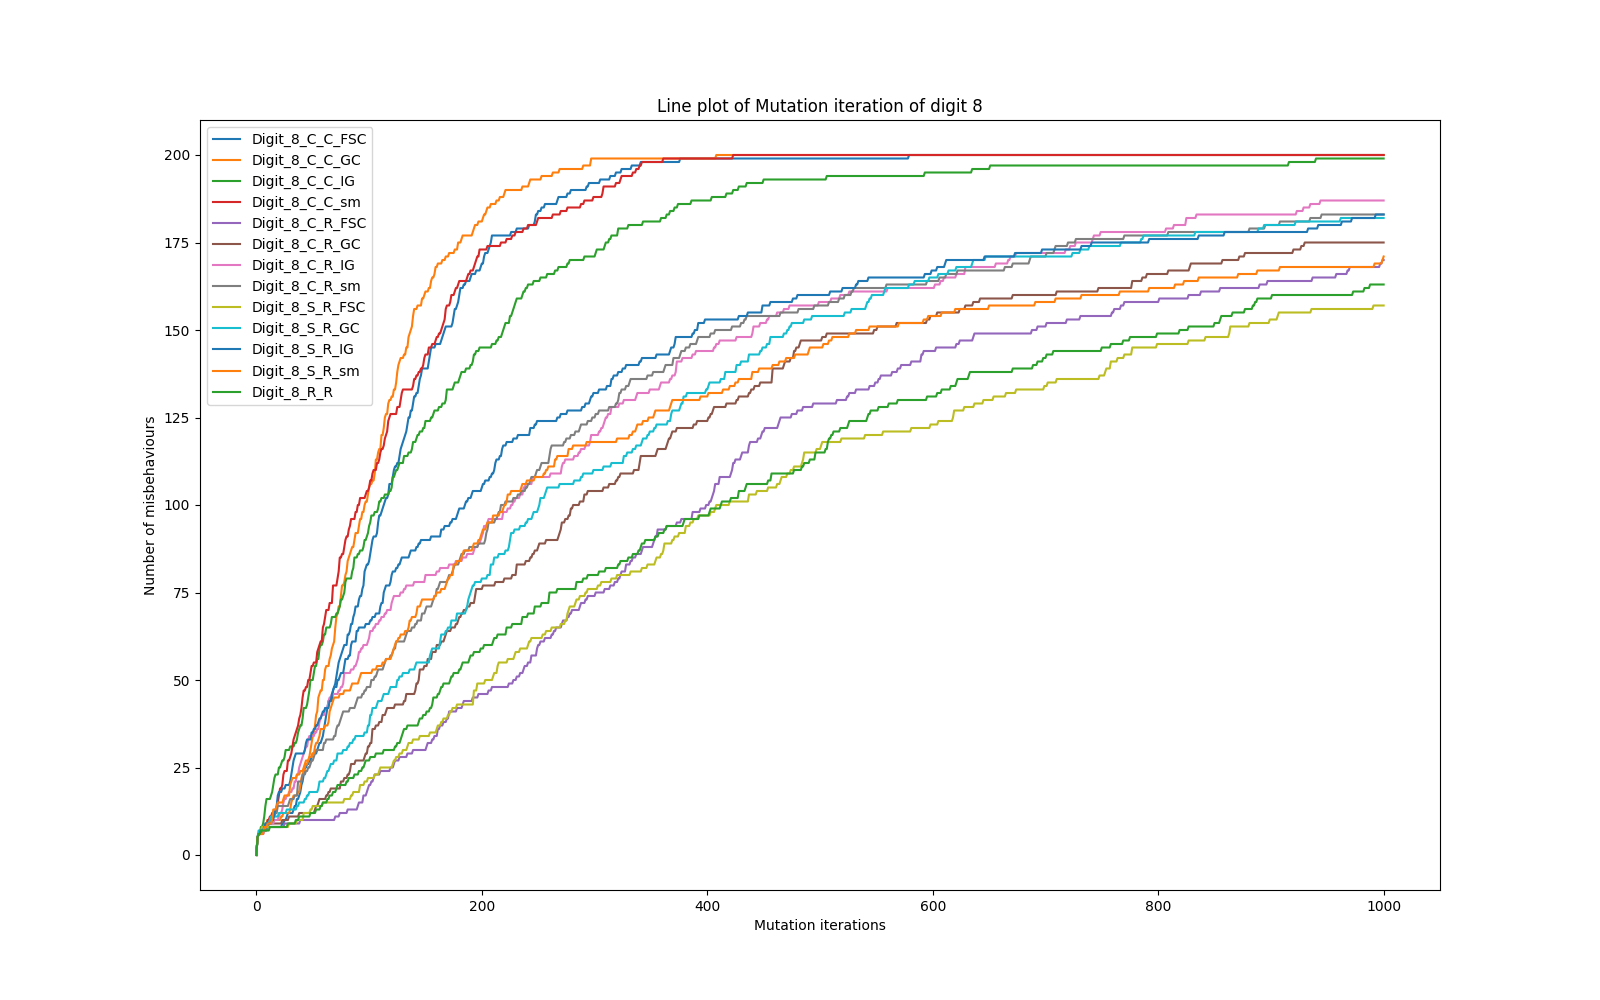 Line plot of Mutation iteration of digit 8
Digit_8_C_C_FSC
Digit_8_C_C_GC
Digit_8_C_C_IG
Digit_8_C_C_sm
Digit_8_C_R_FSC
Digit_8_C_R_GC
Digit_8_C_R_IG
Digit_8_C_R_sm
Digit_8_S_R_FSC
Digit_8_S_R_GC
Digit_8_S_R_IG
Digit_8_S_R_sm
Digit_8_R_R
200
175
150
125
100
75
50
25
0
Number of misbehaviours
0 200 400 600 800 1000
Mutation iterations